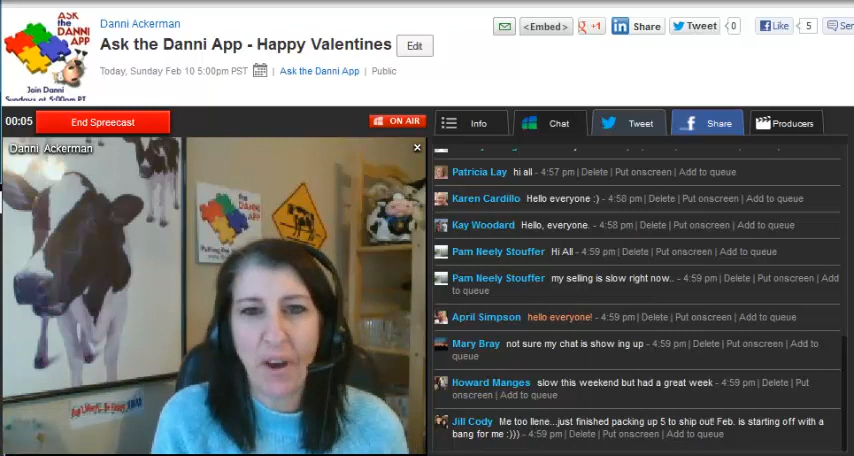 ASK
the
DANNI
APP
Join Danni
Sundays at 5:00pm PT
Danni Ackerman
Ask the Danni App - Happy Valentines Edit
Today, Sunday Feb 10 5:00pm PST | Ask the Danni App | Public
<Embed> g +1 in Share Tweet 0 Like 5 Sen
00:05 End Spreecast ON AIR
Info Chat Tweet Share Producers
Danni Ackerman ×
the
DANNI
APP
Patricia Lay hi all - 4:57 pm | Delete | Put onscreen | Add to queue
Karen Cardillo Hello everyone :) - 4:58 pm | Delete | Put onscreen | Add to queue
Kay Woodard Hello, everyone. - 4:58 pm | Delete | Put onscreen | Add to queue
Pam Neely Stouffer Hi All - 4:59 pm | Delete | Put onscreen | Add to queue
Pam Neely Stouffer my selling is slow right now.. - 4:59 pm | Delete | Put onscreen | Add
to queue
April Simpson hello everyone! - 4:59 pm | Delete | Put onscreen | Add to queue
Mary Bray not sure my chat is show ing up - 4:59 pm | Delete | Put onscreen | Add to
queue
Howard Manges slow this weekend but had a great week - 4:59 pm | Delete | Put
onscreen | Add to queue
Jill Cody Me too Ilene...just finished packing up 5 to ship out! Feb. is starting off with a
bang for me :))) - 4:59 pm | Delete | Put onscreen | Add to queue